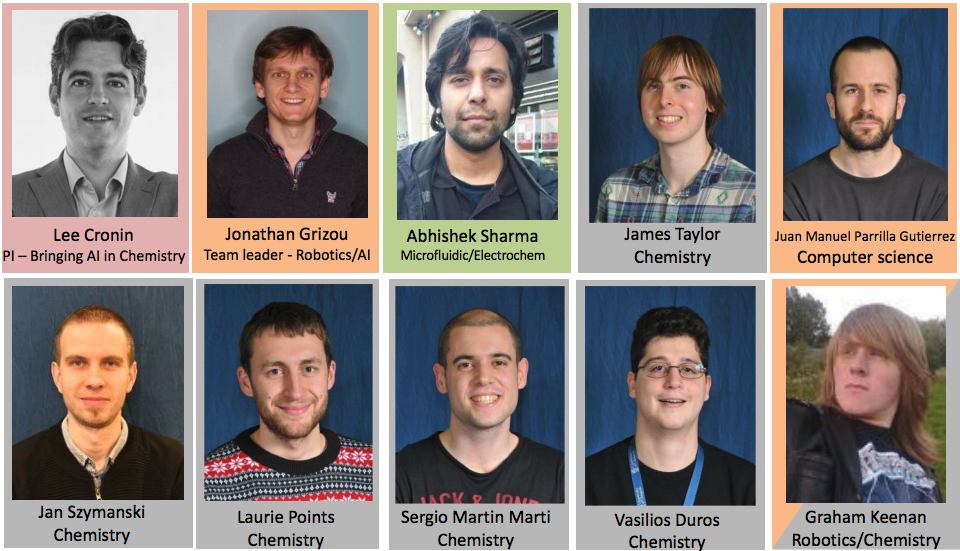 Lee Cronin
PI – Bringing AI in Chemistry
Jonathan Grizou
Team leader - Robotics/AI
Abhishek Sharma
Microfluidic/Electrochem
James Taylor
Chemistry
Juan Manuel Parrilla Gutierrez
Computer science
Jan Szymanski
Chemistry
Laurie Points
Chemistry
JACK & JONES
Sergio Martin Marti
Chemistry
Vasilios Duros
Chemistry
Graham Keenan
Robotics/Chemistry